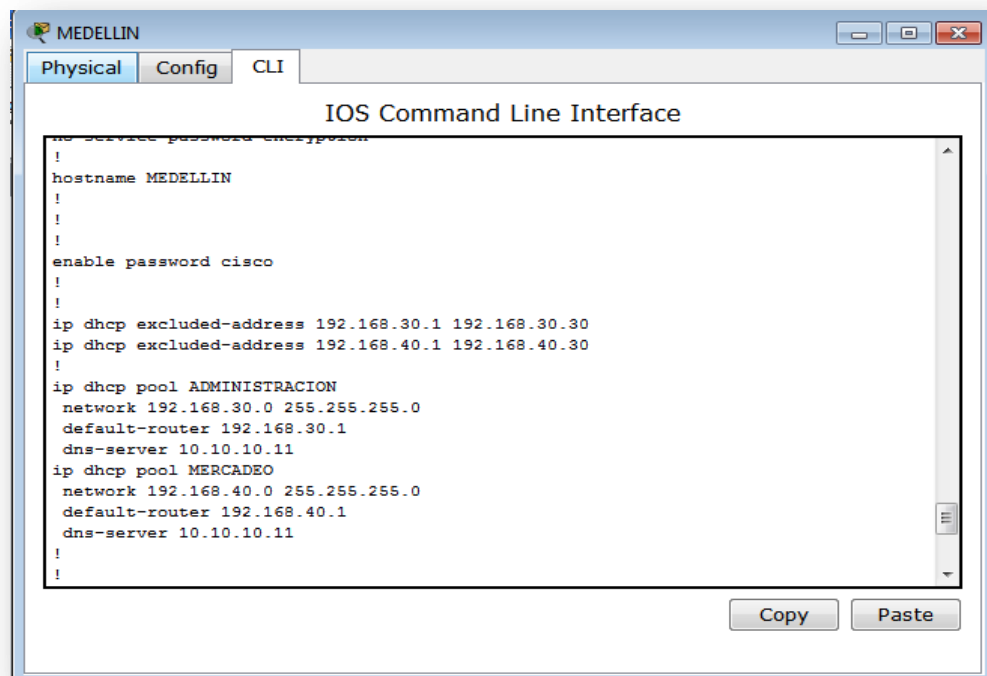 MEDELLIN
Physical Config CLI
IOS Command Line Interface
no service password-encryption
!
hostname MEDELLIN
!
!
!
enable password cisco
!
!
ip dhcp excluded-address 192.168.30.1 192.168.30.30
ip dhcp excluded-address 192.168.40.1 192.168.40.30
!
ip dhcp pool ADMINISTRACION
network 192.168.30.0 255.255.255.0
default-router 192.168.30.1
dns-server 10.10.10.11
ip dhcp pool MERCADEO
network 192.168.40.0 255.255.255.0
default-router 192.168.40.1
dns-server 10.10.10.11
!
!
Copy Paste